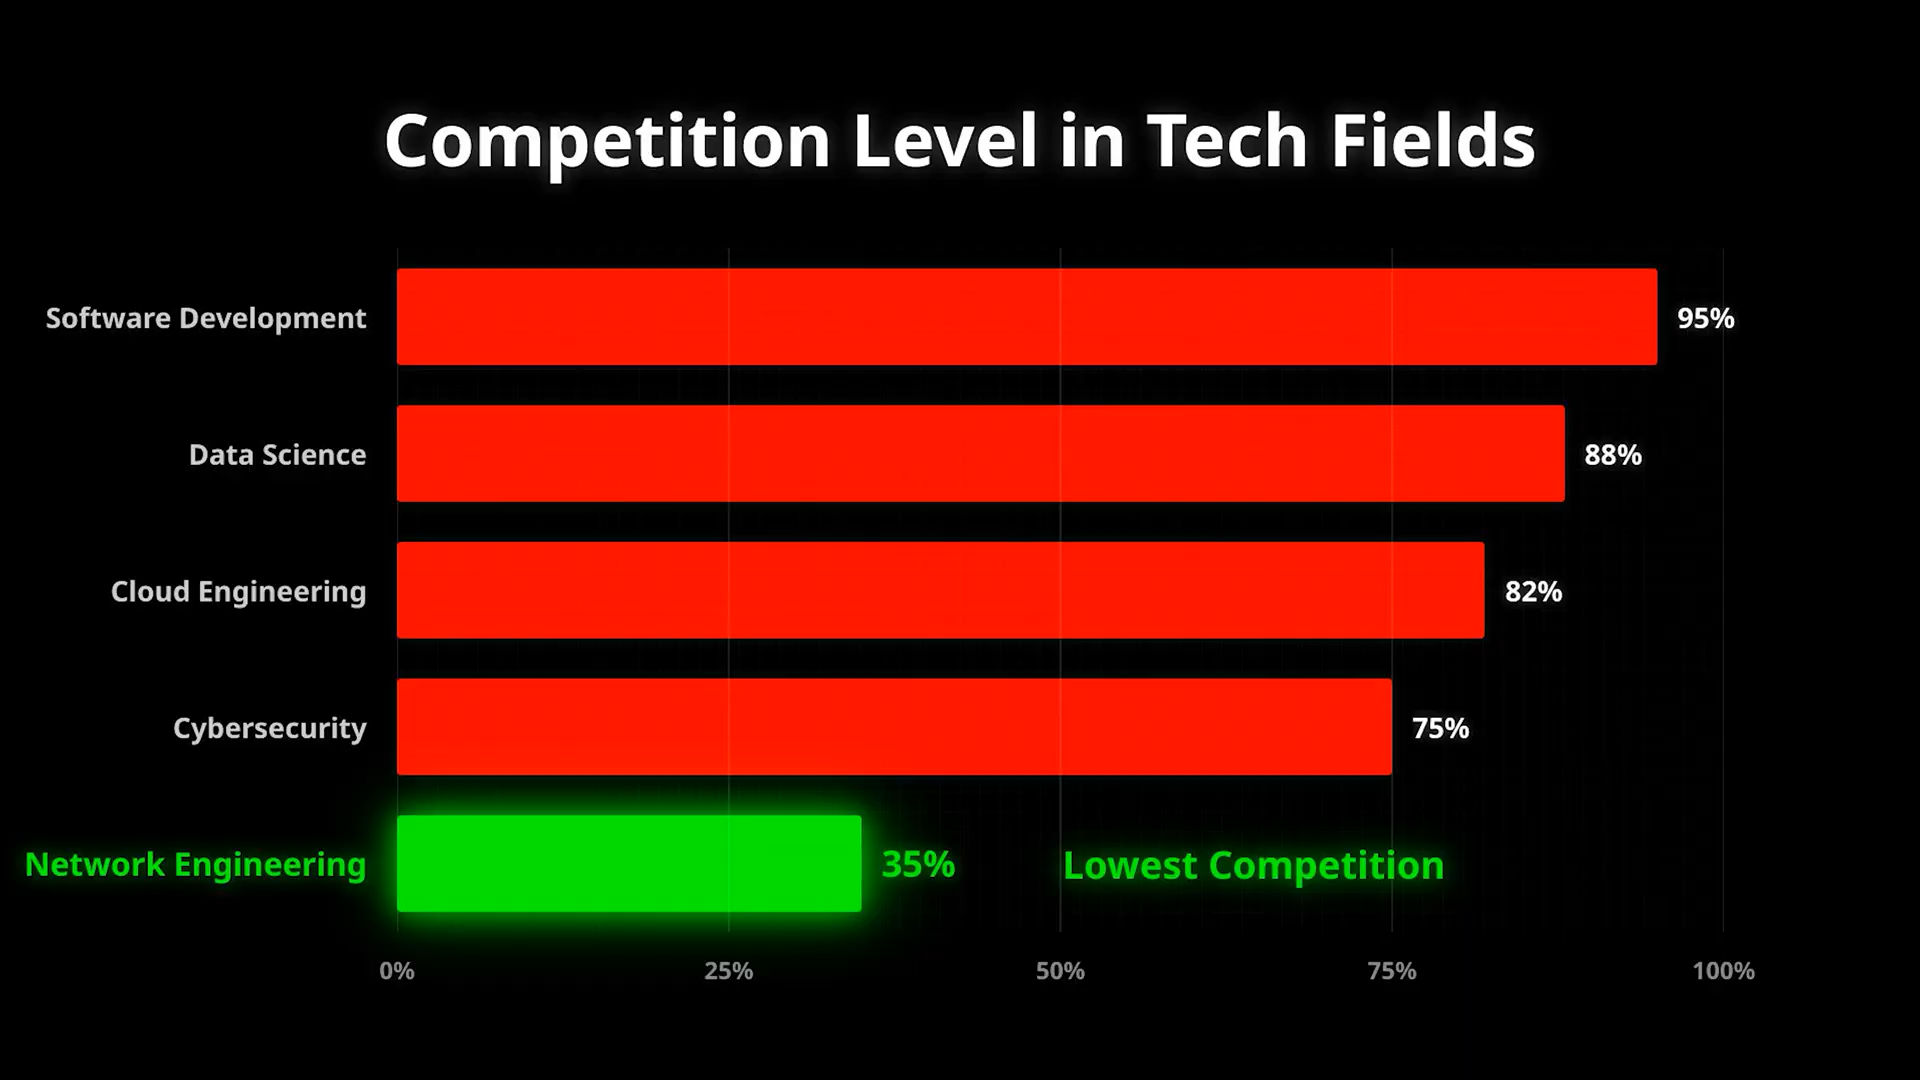 Competition Level in Tech Fields
Software Development 95%
Data Science 88%
Cloud Engineering 82%
Cybersecurity 75%
Network Engineering 35% Lowest Competition
0% 25% 50% 75% 100%